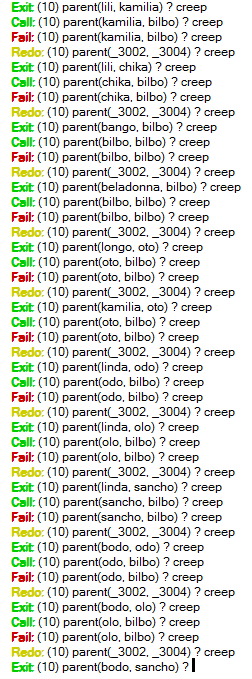 Exit: (10) parent(lili, kamilia) ? creep
Call: (10) parent(kamilia, bilbo) ? creep
Fail: (10) parent(kamilia, bilbo) ? creep
Redo: (10) parent(_3002, _3004) ? creep
Exit: (10) parent(lili, chika) ? creep
Call: (10) parent(chika, bilbo) ? creep
Fail: (10) parent(chika, bilbo) ? creep
Redo: (10) parent(_3002, _3004) ? creep
Exit: (10) parent(bango, bilbo) ? creep
Call: (10) parent(bilbo, bilbo) ? creep
Fail: (10) parent(bilbo, bilbo) ? creep
Redo: (10) parent(_3002, _3004) ? creep
Exit: (10) parent(beladonna, bilbo) ? creep
Call: (10) parent(bilbo, bilbo) ? creep
Fail: (10) parent(bilbo, bilbo) ? creep
Redo: (10) parent(_3002, _3004) ? creep
Exit: (10) parent(longo, oto) ? creep
Call: (10) parent(oto, bilbo) ? creep
Fail: (10) parent(oto, bilbo) ? creep
Redo: (10) parent(_3002, _3004) ? creep
Exit: (10) parent(kamilia, oto) ? creep
Call: (10) parent(oto, bilbo) ? creep
Fail: (10) parent(oto, bilbo) ? creep
Redo: (10) parent(_3002, _3004) ? creep
Exit: (10) parent(linda, odo) ? creep
Call: (10) parent(odo, bilbo) ? creep
Fail: (10) parent(odo, bilbo) ? creep
Redo: (10) parent(_3002, _3004) ? creep
Exit: (10) parent(linda, olo) ? creep
Call: (10) parent(olo, bilbo) ? creep
Fail: (10) parent(olo, bilbo) ? creep
Redo: (10) parent(_3002, _3004) ? creep
Exit: (10) parent(linda, sancho) ? creep
Call: (10) parent(sancho, bilbo) ? creep
Fail: (10) parent(sancho, bilbo) ? creep
Redo: (10) parent(_3002, _3004) ? creep
Exit: (10) parent(bodo, odo) ? creep
Call: (10) parent(odo, bilbo) ? creep
Fail: (10) parent(odo, bilbo) ? creep
Redo: (10) parent(_3002, _3004) ? creep
Exit: (10) parent(bodo, olo) ? creep
Call: (10) parent(olo, bilbo) ? creep
Fail: (10) parent(olo, bilbo) ? creep
Redo: (10) parent(_3002, _3004) ? creep
Exit: (10) parent(bodo, sancho) ?